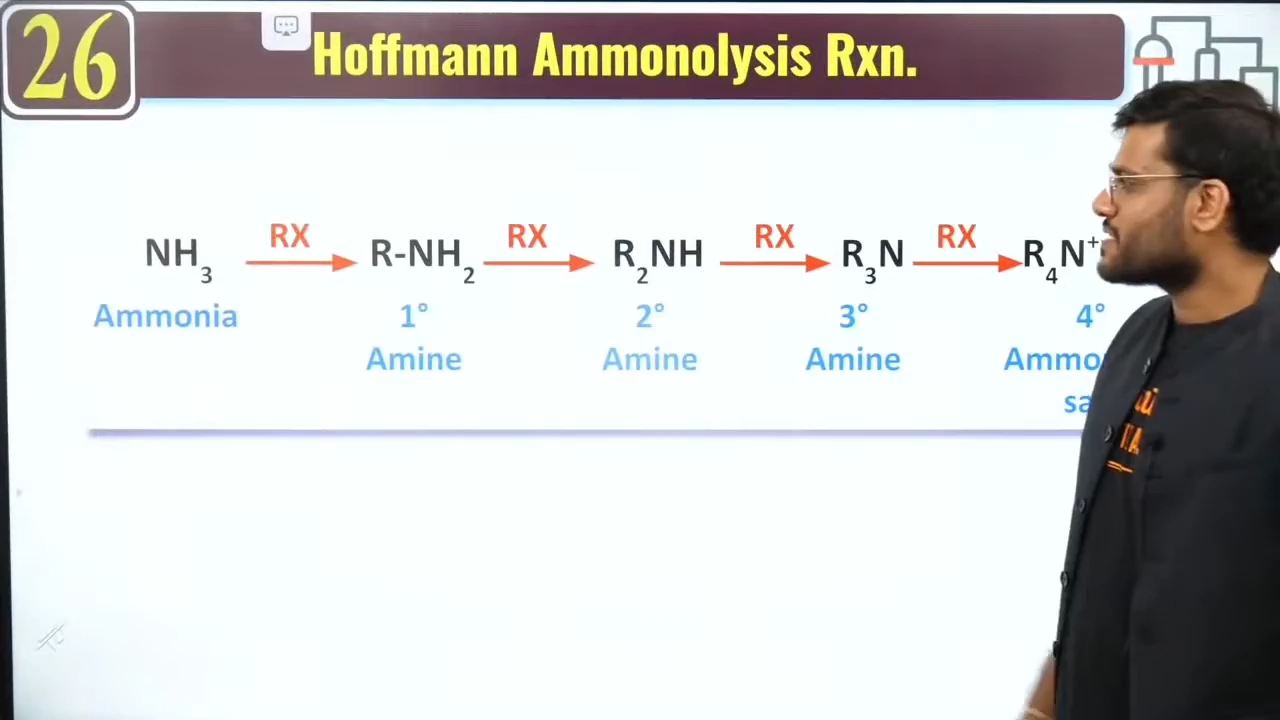 26
Hoffmann Ammonolysis Rxn.
NH3 RX R-NH2 RX R2NH RX R3N RX R4N+
Ammonia 1° 2° 3° 4°
Amine Amine Amine